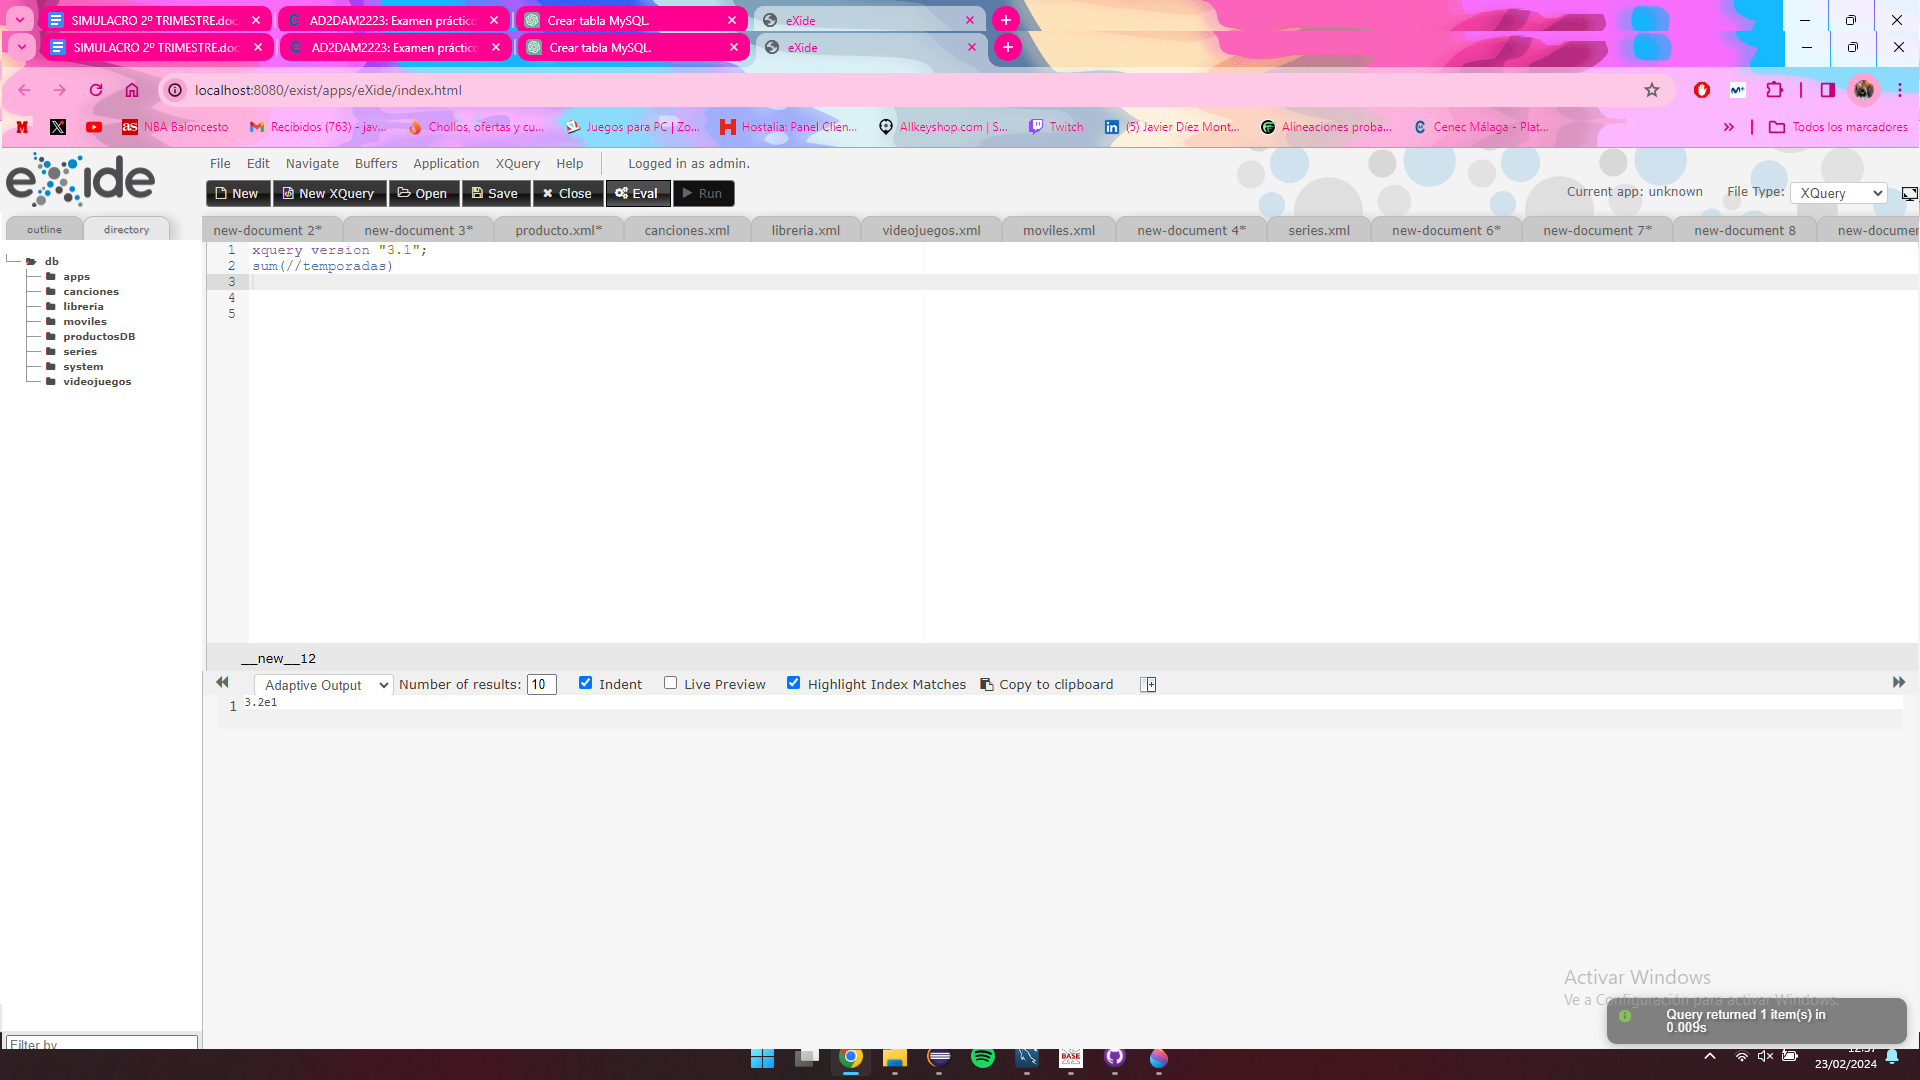 SIMULACRO 2º TRIMESTRE.doc
AD2DAM2223: Examen práctico
Crear tabla MySQL.
eXide
SIMULACRO 2º TRIMESTRE.doc
AD2DAM2223: Examen práctico
Crear tabla MySQL.
eXide
localhost:8080/exist/apps/eXide/index.html
NBA Baloncesto
Recibidos (763) - jav...
Chollos, ofertas y cu...
Juegos para PC | Zo...
Hostalia: Panel Clien...
Allkeyshop.com | S...
Twitch
(5) Javier Díez Mont...
Alineaciones proba...
Cenec Málaga - Plat...
Todos los marcadores
eXide
File Edit Navigate Buffers Application XQuery Help Logged in as admin.
New New XQuery Open Save Close Eval Run
Current app: unknown File Type: XQuery
outline directory
new-document 2* new-document 3* producto.xml* canciones.xml libreria.xml videojuegos.xml moviles.xml new-document 4* series.xml new-document 6* new-document 7* new-document 8 new-documen
db
apps
canciones
libreria
moviles
productosDB
series
system
videojuegos
1 xquery version "3.1";
2 sum(//temporadas)
3
4
5
__new__12
Adaptive Output Number of results: 10 Indent Live Preview Highlight Index Matches Copy to clipboard
1 3.2e1
Activar Windows
Ve a Configuración para activar Windows.
Query returned 1 item(s) in
0.009s
Filter by
BASE
12:57
23/02/2024